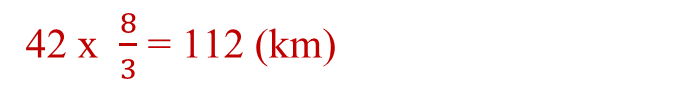 42 x 8/3 = 112 (km)